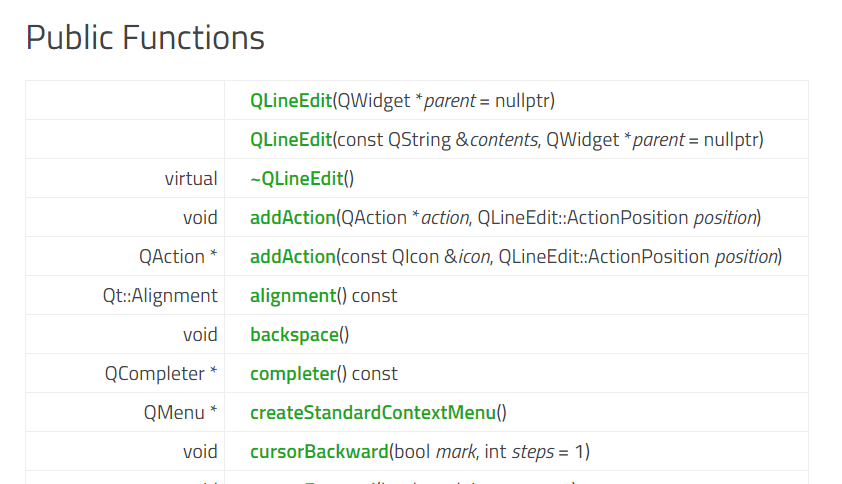 Public Functions
QLineEdit(QWidget *parent = nullptr)
QLineEdit(const QString &contents, QWidget *parent = nullptr)
virtual ~QLineEdit()
void addAction(QAction *action, QLineEdit::ActionPosition position)
QAction * addAction(const QIcon &icon, QLineEdit::ActionPosition position)
Qt::Alignment alignment() const
void backspace()
QCompleter * completer() const
QMenu * createStandardContextMenu()
void cursorBackward(bool mark, int steps = 1)